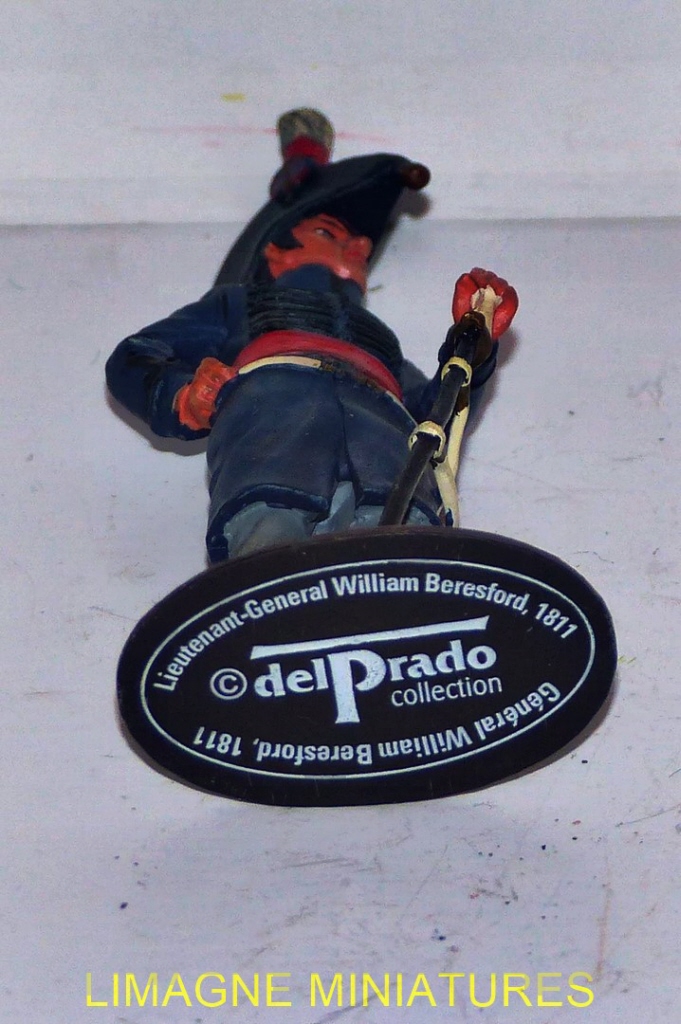 Lieutenant-General William Beresford, 1811
© delPrado
collection
Général William Beresford, 1811
LIMAGNE MINIATURES